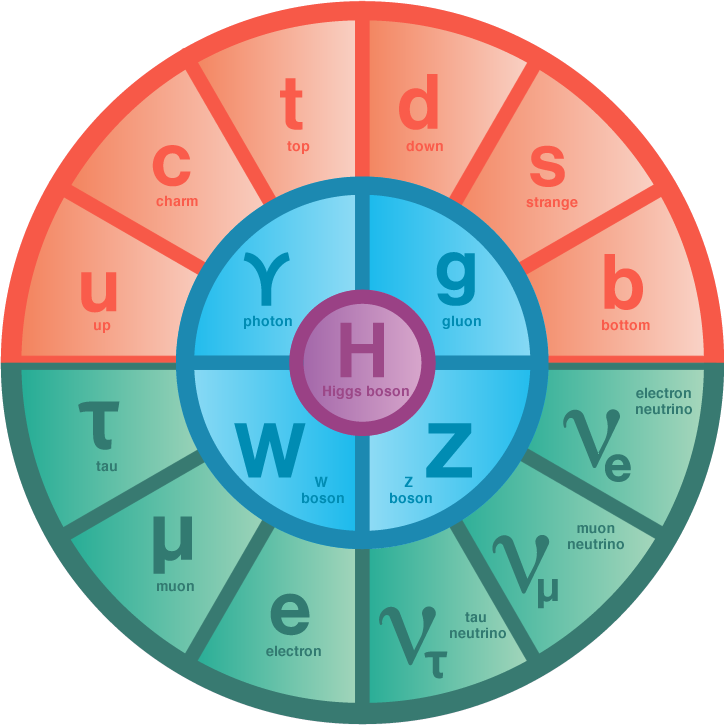 t
top
d
down
c
charm
s
strange
u
up
b
bottom
γ
photon
g
gluon
H
Higgs boson
W
W
boson
Z
Z
boson
τ
tau
μ
muon
e
electron
ντ
tau
neutrino
νμ
muon
neutrino
νe
electron
neutrino